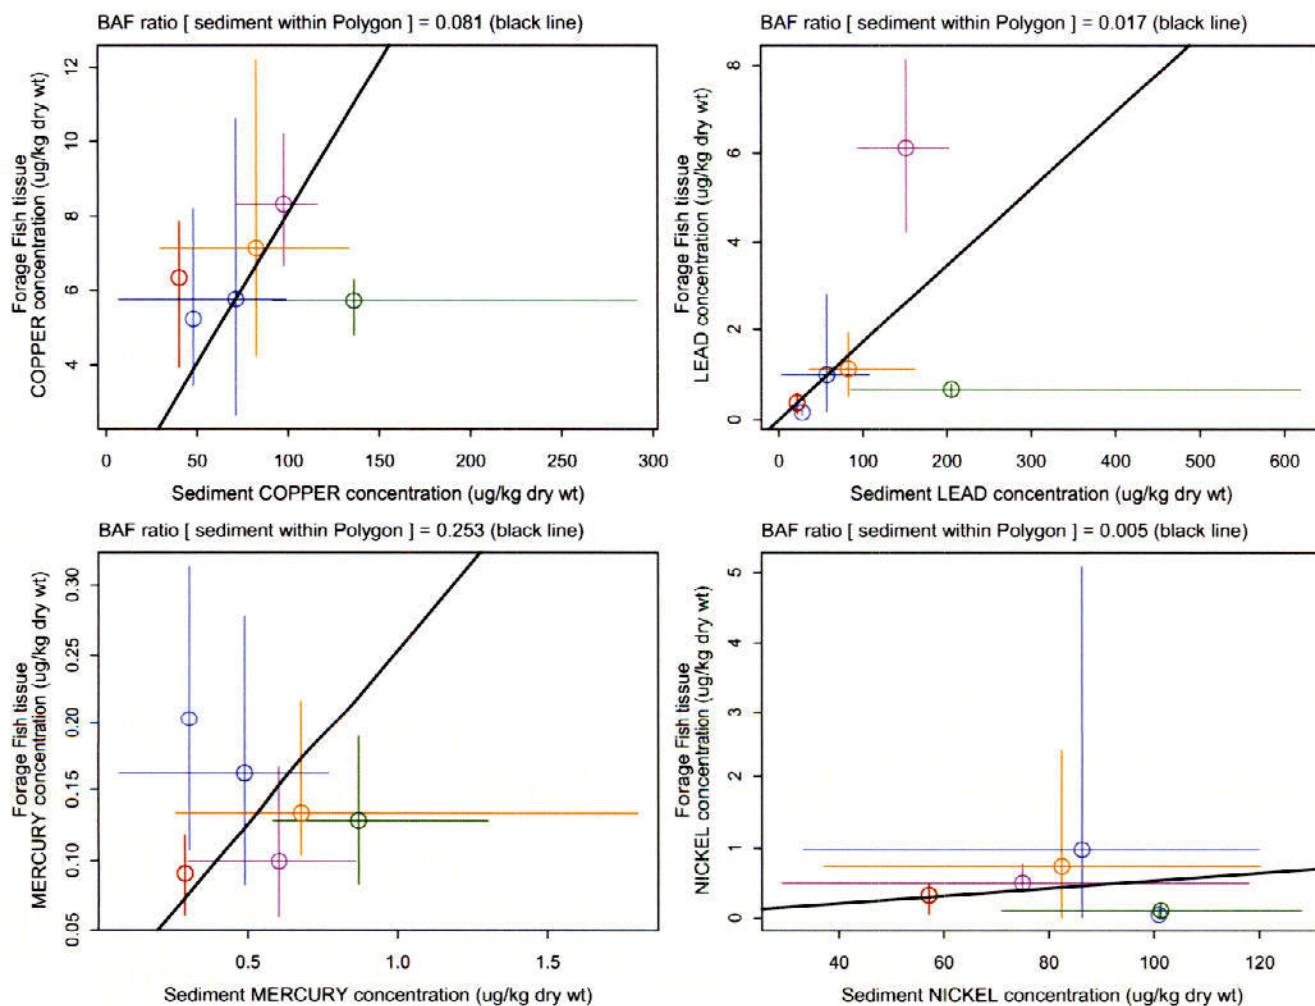 BAF ratio [ sediment within Polygon ] = 0.081 (black line)
Forage Fish tissue
COPPER concentration (ug/kg dry wt)
12
10
8
6
4
0 50 100 150 200 250 300
Sediment COPPER concentration (ug/kg dry wt)
BAF ratio [ sediment within Polygon ] = 0.017 (black line)
Forage Fish tissue
LEAD concentration (ug/kg dry wt)
8
6
4
2
0
0 100 200 300 400 500 600
Sediment LEAD concentration (ug/kg dry wt)
BAF ratio [ sediment within Polygon ] = 0.253 (black line)
Forage Fish tissue
MERCURY concentration (ug/kg dry wt)
0.30
0.25
0.20
0.15
0.10
0.05
0.5 1.0 1.5
Sediment MERCURY concentration (ug/kg dry wt)
BAF ratio [ sediment within Polygon ] = 0.005 (black line)
Forage Fish tissue
NICKEL concentration (ug/kg dry wt)
5
4
3
2
1
0
40 60 80 100 120
Sediment NICKEL concentration (ug/kg dry wt)